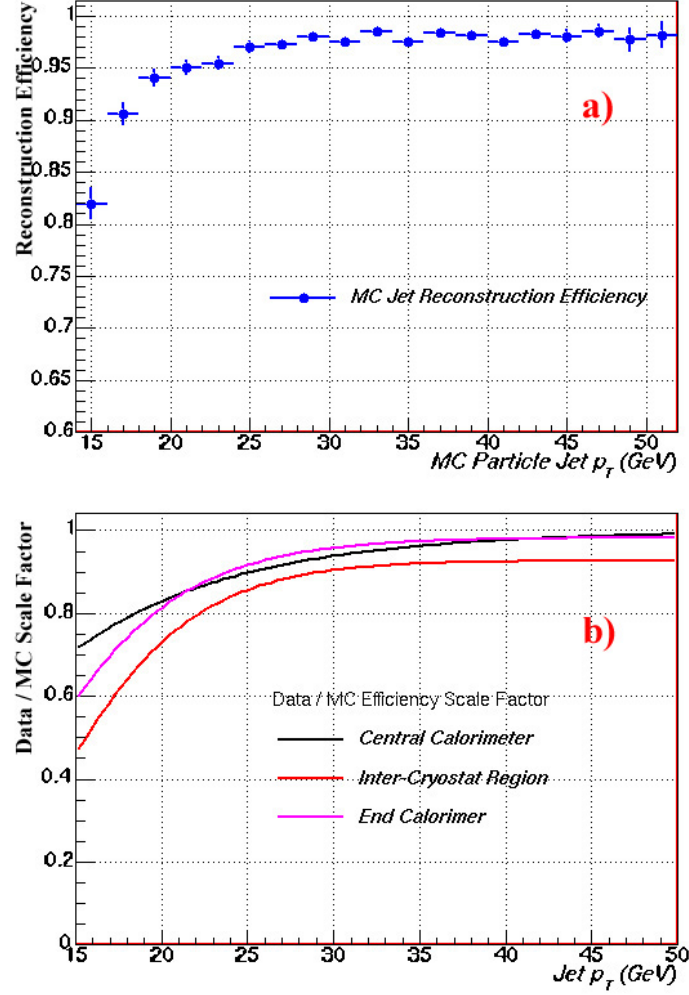 1
0.95
0.9
0.85
0.8
0.75
0.7
0.65
0.6
Reconstruction Efficiency
a)
MC Jet Reconstruction Efficiency
15 20 25 30 35 40 45 50
MC Particle Jet p_T (GeV)
1
0.8
0.6
0.4
0.2
0
Data / MC Scale Factor
b)
Data / MC Efficiency Scale Factor
Central Calorimeter
Inter-Cryostat Region
End Calorimer
15 20 25 30 35 40 45 50
Jet p_T (GeV)